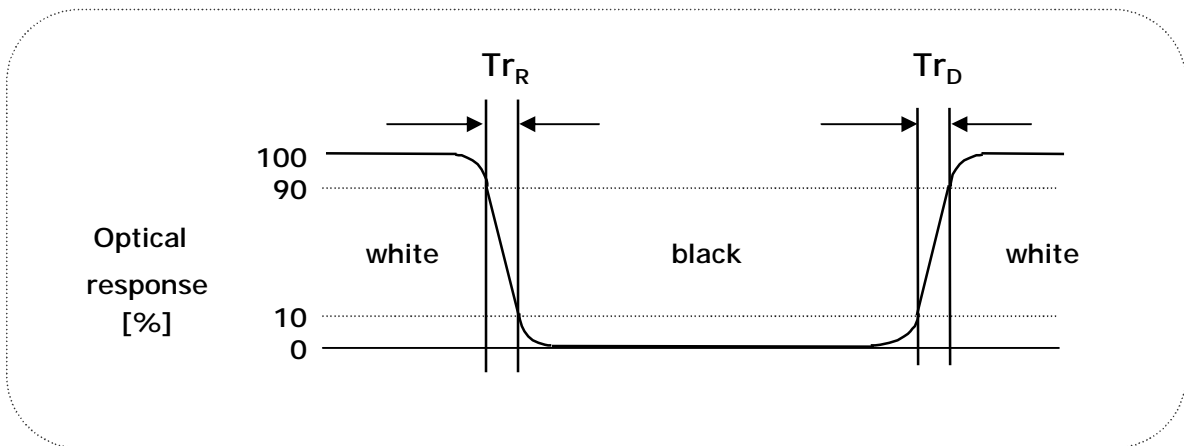 Tr_R Tr_D
100
90
Optical
response
[%]
white black white
10
0